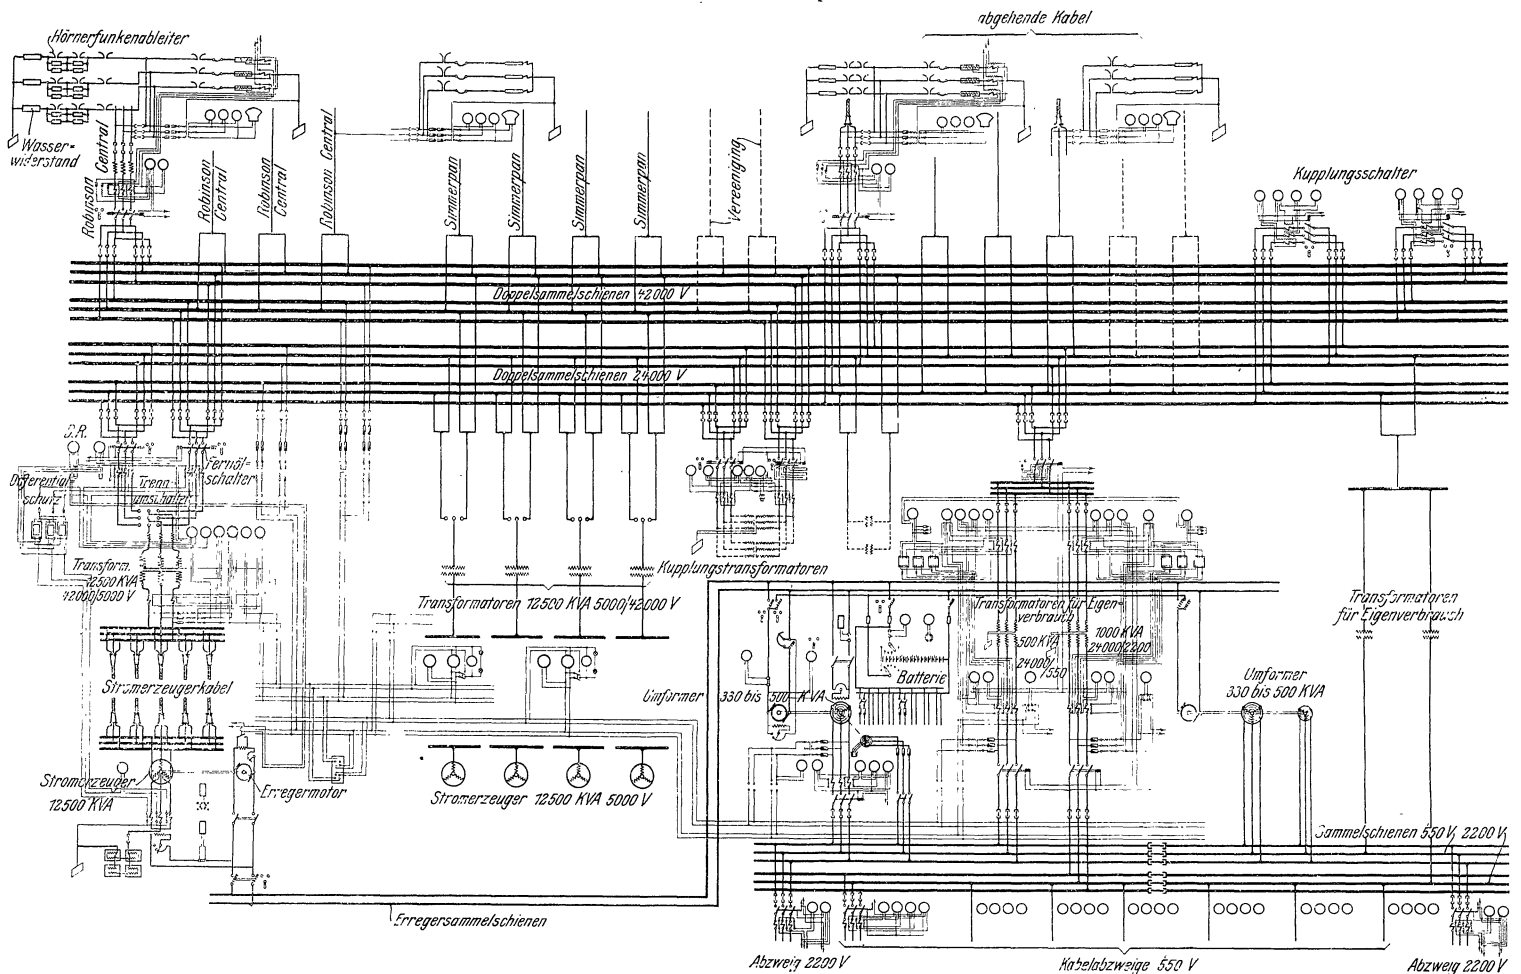 abgehende Kabel
Hörnerfunkenableiter
Wasser=
widerstand
Robinson Central
Robinson
Central
Robinson
Central
Robinson Central
Simmerpan
Simmerpan
Simmerpan
Simmerpan
Vereeniging
Kupplungsschalter
Doppelsammelschienen 42000 V
Doppelsammelschienen 24000 V
S.R.
Fernöl=
schalter
Differential
schutz
Trenn
umschalter
Transform.
12500 KVA
42000/5000 V
Kupplungstransformatoren
Transformatoren 12500 KVA 5000/42000 V
Transformatoren für Eigen=
verbrauch
500 KVA
24000/
/550
1000 KVA
24000/2200
Transformatoren
für Eigenverbrauch
Batterie
Stromerzeugerkabel
Umformer 330 bis 500 KVA
Umformer
330 bis 500 KVA
Stromerzeuger
12500 KVA
Erregermotor
Stromerzeuger 12500 KVA 5000 V
Sammelschienen 550 V, 2200 V,
Erregersammelschienen
Abzweig 2200 V
Kabelabzweige 550 V
Abzweig 2200 V